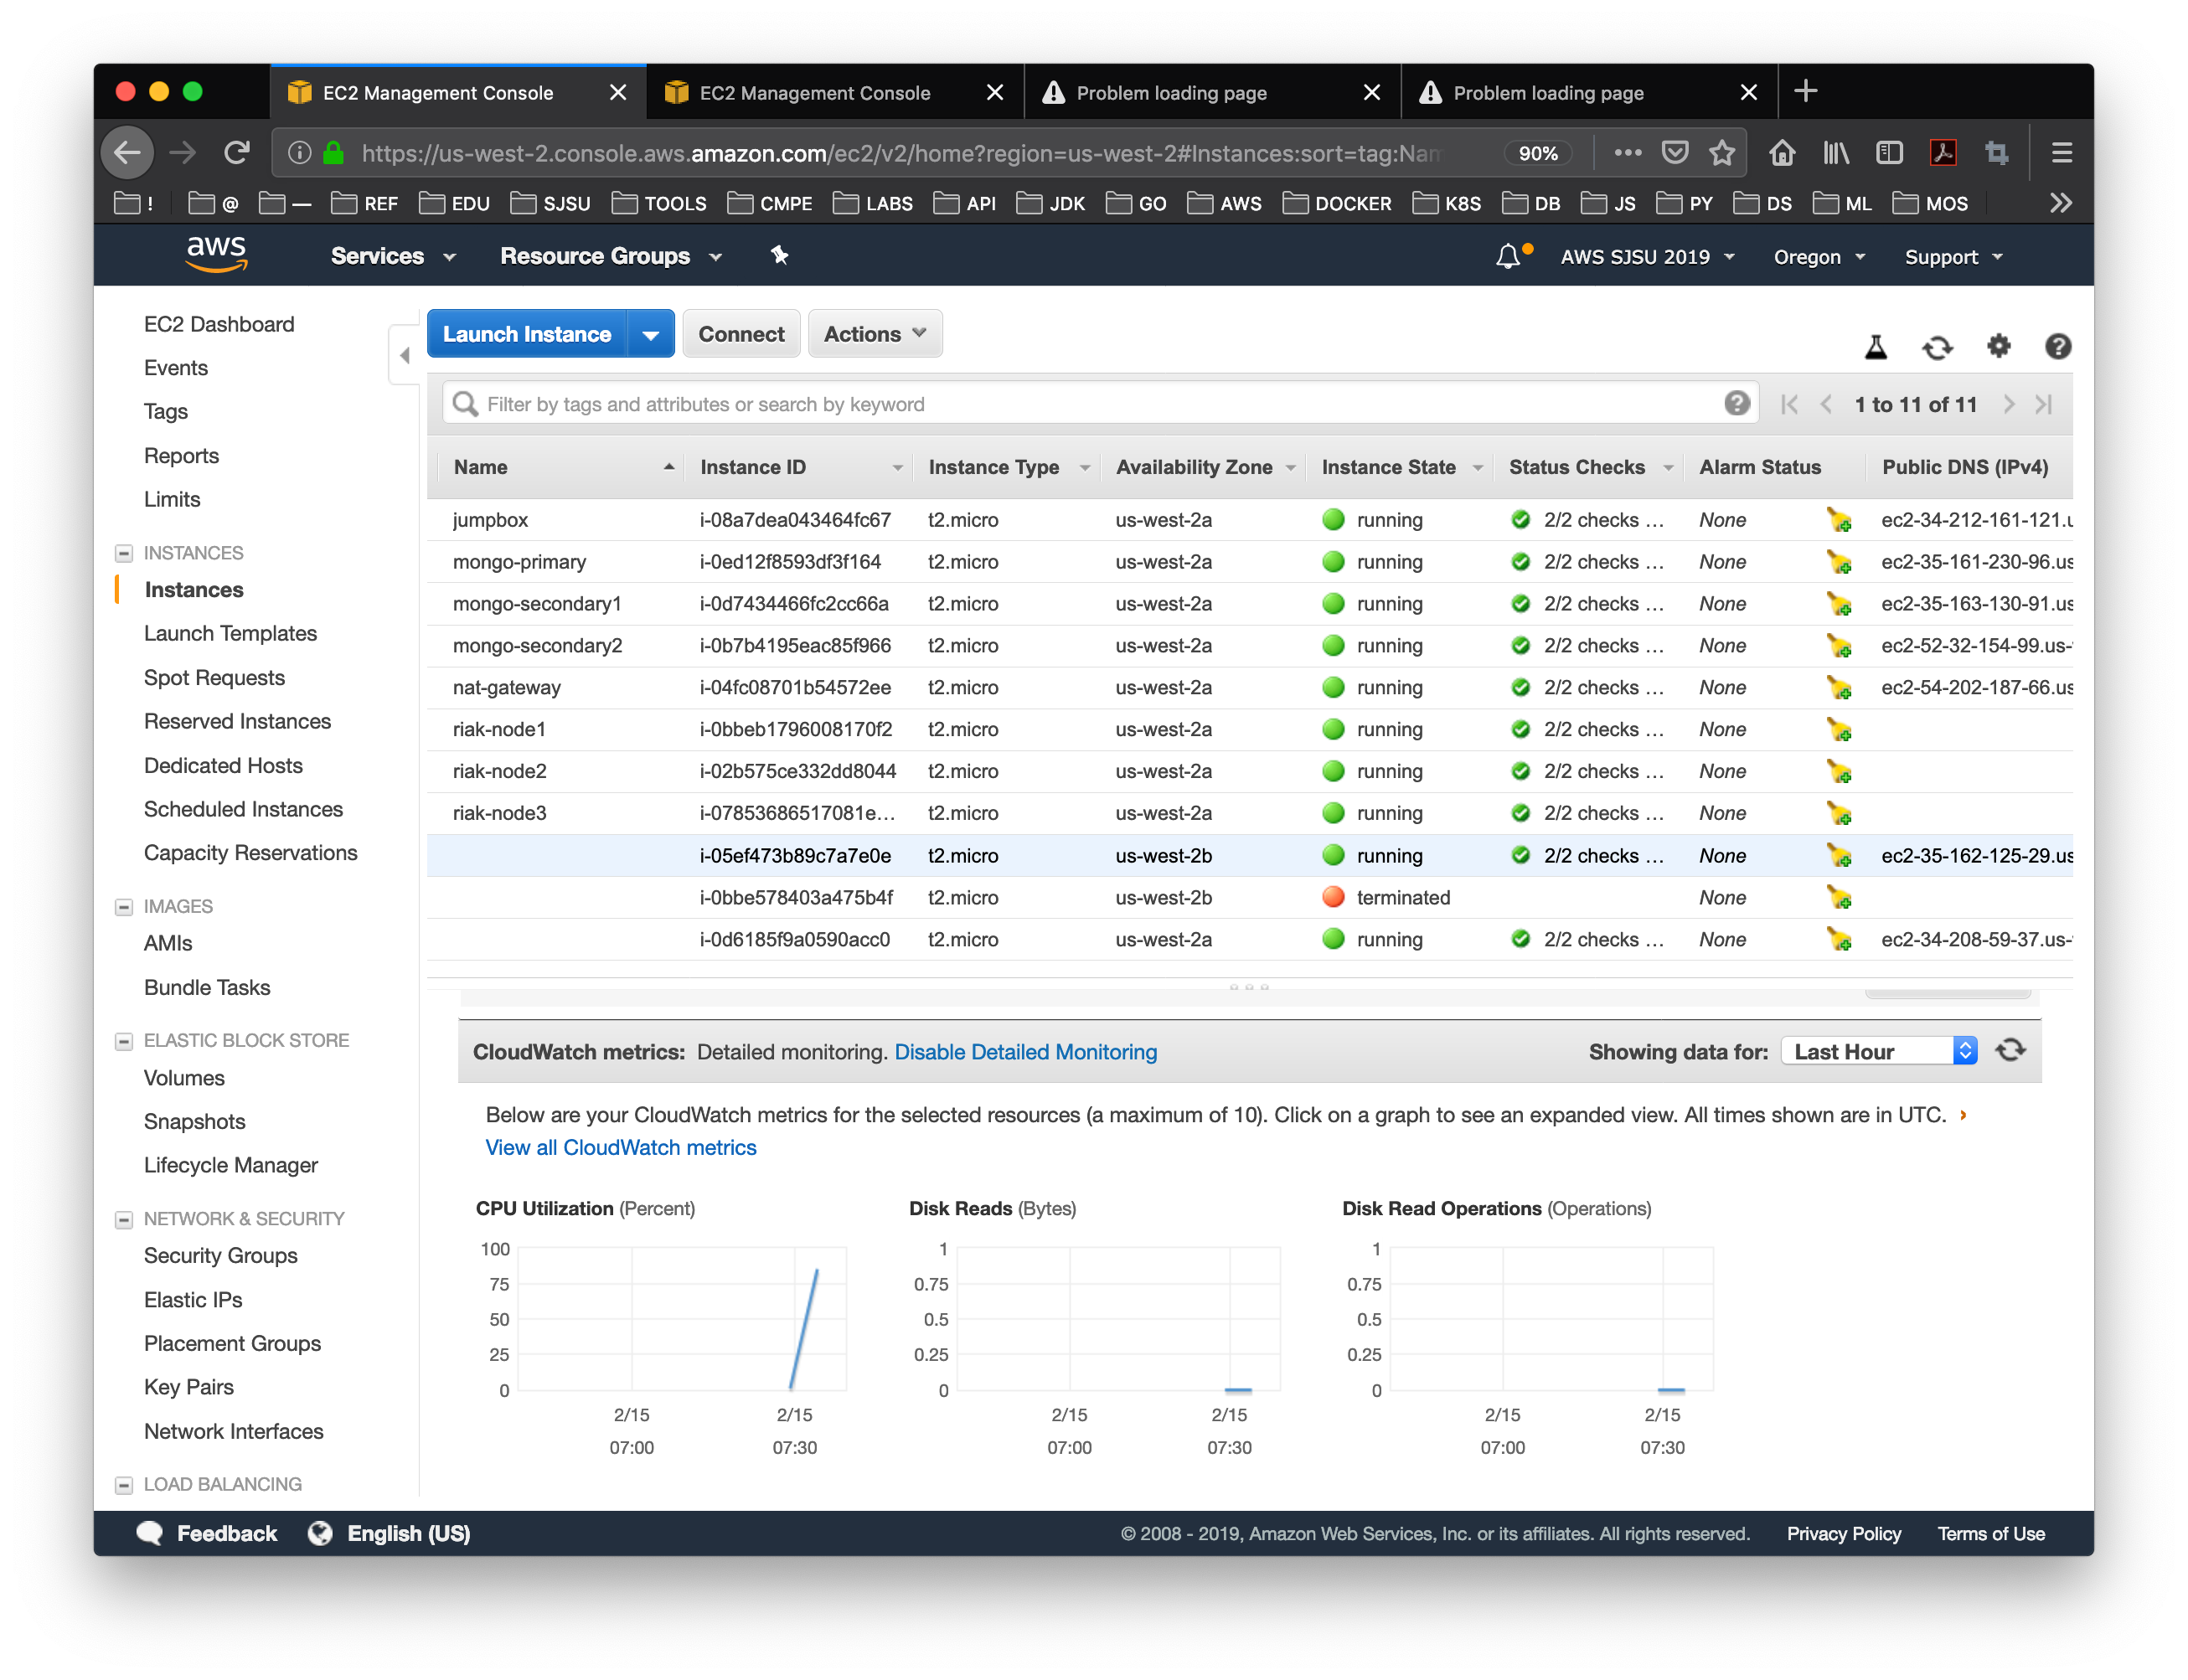 EC2 Management Console
EC2 Management Console
Problem loading page
Problem loading page
https://us-west-2.console.aws.amazon.com/ec2/v2/home?region=us-west-2#Instances:sort=tag:Nam
90%
! @ — REF EDU SJSU TOOLS CMPE LABS API JDK GO AWS DOCKER K8S DB JS PY DS ML MOS
aws Services Resource Groups AWS SJSU 2019 Oregon Support
EC2 Dashboard
Events
Tags
Reports
Limits
INSTANCES
Instances
Launch Templates
Spot Requests
Reserved Instances
Dedicated Hosts
Scheduled Instances
Capacity Reservations
IMAGES
AMIs
Bundle Tasks
ELASTIC BLOCK STORE
Volumes
Snapshots
Lifecycle Manager
NETWORK & SECURITY
Security Groups
Elastic IPs
Placement Groups
Key Pairs
Network Interfaces
LOAD BALANCING
Launch Instance Connect Actions
Filter by tags and attributes or search by keyword
1 to 11 of 11
Name Instance ID Instance Type Availability Zone Instance State Status Checks Alarm Status Public DNS (IPv4)
jumpbox i-08a7dea043464fc67 t2.micro us-west-2a running 2/2 checks ... None ec2-34-212-161-121.u
mongo-primary i-0ed12f8593df3f164 t2.micro us-west-2a running 2/2 checks ... None ec2-35-161-230-96.us
mongo-secondary1 i-0d7434466fc2cc66a t2.micro us-west-2a running 2/2 checks ... None ec2-35-163-130-91.us
mongo-secondary2 i-0b7b4195eac85f966 t2.micro us-west-2a running 2/2 checks ... None ec2-52-32-154-99.us-
nat-gateway i-04fc08701b54572ee t2.micro us-west-2a running 2/2 checks ... None ec2-54-202-187-66.us
riak-node1 i-0bbeb1796008170f2 t2.micro us-west-2a running 2/2 checks ... None
riak-node2 i-02b575ce332dd8044 t2.micro us-west-2a running 2/2 checks ... None
riak-node3 i-07853686517081e... t2.micro us-west-2a running 2/2 checks ... None
i-05ef473b89c7a7e0e t2.micro us-west-2b running 2/2 checks ... None ec2-35-162-125-29.us
i-0bbe578403a475b4f t2.micro us-west-2b terminated None
i-0d6185f9a0590acc0 t2.micro us-west-2a running 2/2 checks ... None ec2-34-208-59-37.us-
CloudWatch metrics: Detailed monitoring. Disable Detailed Monitoring Showing data for: Last Hour
Below are your CloudWatch metrics for the selected resources (a maximum of 10). Click on a graph to see an expanded view. All times shown are in UTC.
View all CloudWatch metrics
CPU Utilization (Percent)
100
75
50
25
0
2/15 2/15
07:00 07:30
Disk Reads (Bytes)
1
0.75
0.5
0.25
0
2/15 2/15
07:00 07:30
Disk Read Operations (Operations)
1
0.75
0.5
0.25
0
2/15 2/15
07:00 07:30
Feedback English (US) © 2008 - 2019, Amazon Web Services, Inc. or its affiliates. All rights reserved. Privacy Policy Terms of Use